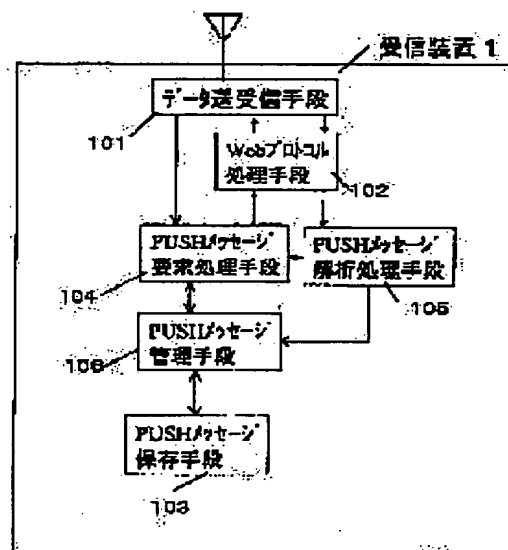 受信装置 1
データ送受信手段
101
Webプロトコル
処理手段
102
PUSHメッセージ
要求処理手段
104
PUSHメッセージ
解析処理手段
105
PUSHメッセージ
管理手段
106
PUSHメッセージ
保存手段
103